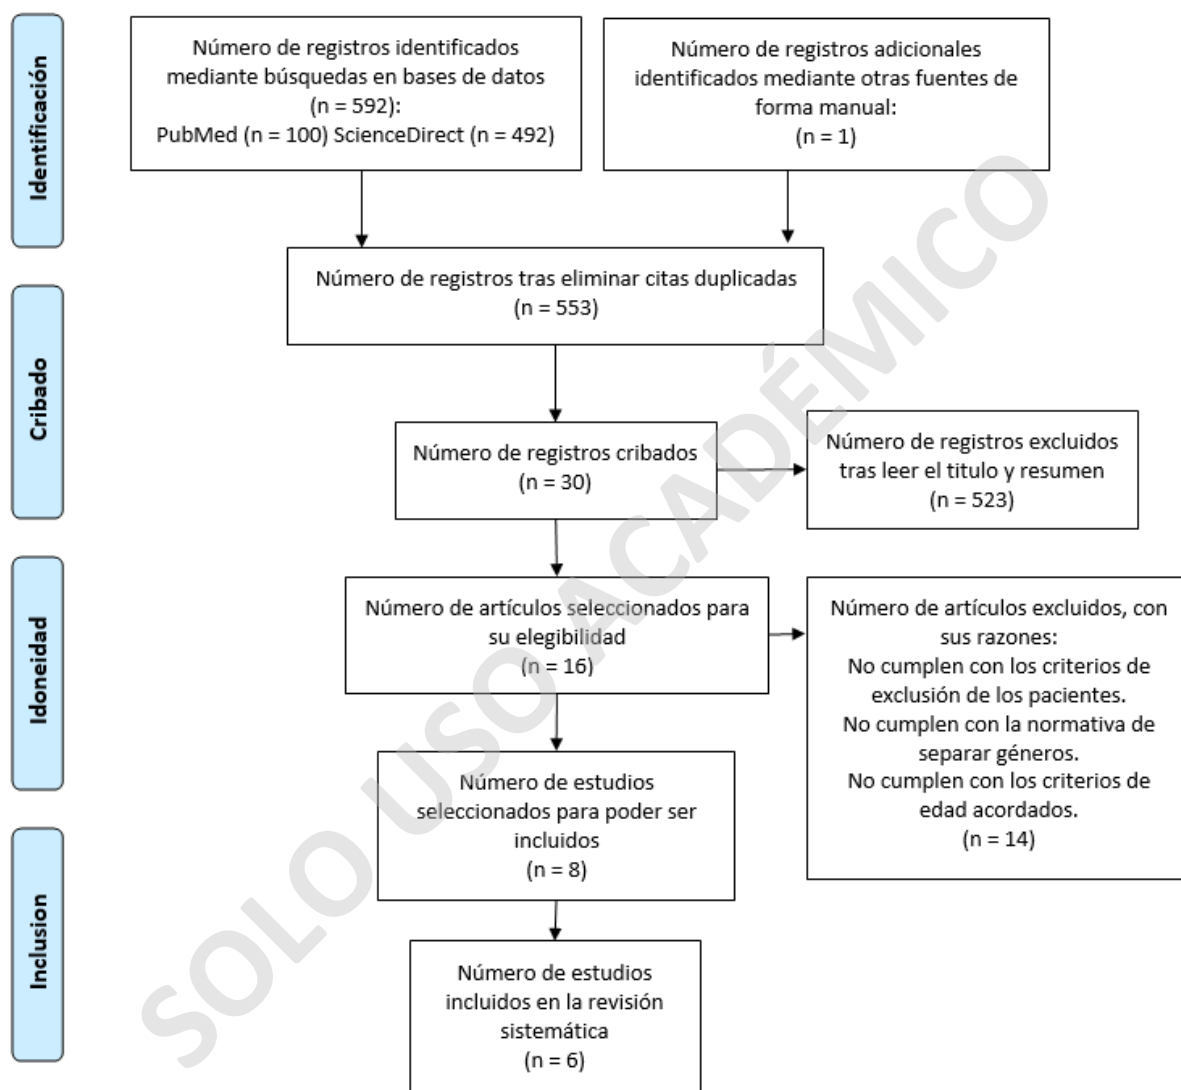 Identificación
Número de registros identificados
mediante búsquedas en bases de datos
(n = 592):
PubMed (n = 100) ScienceDirect (n = 492)
Número de registros adicionales
identificados mediante otras fuentes de
forma manual:
(n = 1)
Número de registros tras eliminar citas duplicadas
(n = 553)
Cribado
Número de registros cribados
(n = 30)
Número de registros excluidos
tras leer el titulo y resumen
(n = 523)
Idoneidad
Número de artículos seleccionados para
su elegibilidad
(n = 16)
Número de artículos excluidos, con
sus razones:
No cumplen con los criterios de
exclusión de los pacientes.
No cumplen con la normativa de
separar géneros.
No cumplen con los criterios de
edad acordados.
(n = 14)
Número de estudios
seleccionados para poder ser
incluidos
(n = 8)
Inclusion
Número de estudios
incluidos en la revisión
sistemática
(n = 6)
SOLO USO ACADÉMICO